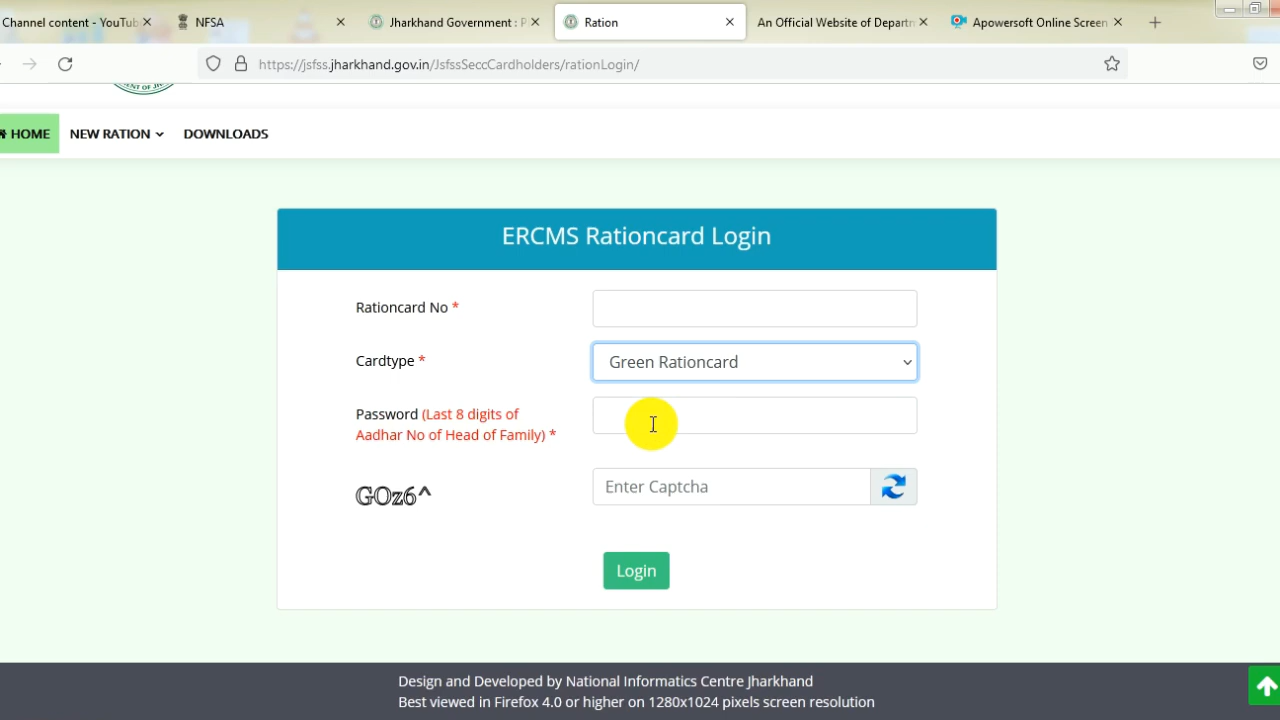 Channel content - YouTub
NFSA
Jharkhand Government : P
Ration
An Official Website of Departm
Apowersoft Online Screen
https://jsfss.jharkhand.gov.in/JsfssSeccCardholders/rationLogin/
HOME
NEW RATION
DOWNLOADS
ERCMS Rationcard Login
Rationcard No *
Cardtype *
Green Rationcard
Password (Last 8 digits of
Aadhar No of Head of Family) *
GOz6^
Enter Captcha
Login
Design and Developed by National Informatics Centre Jharkhand
Best viewed in Firefox 4.0 or higher on 1280x1024 pixels screen resolution